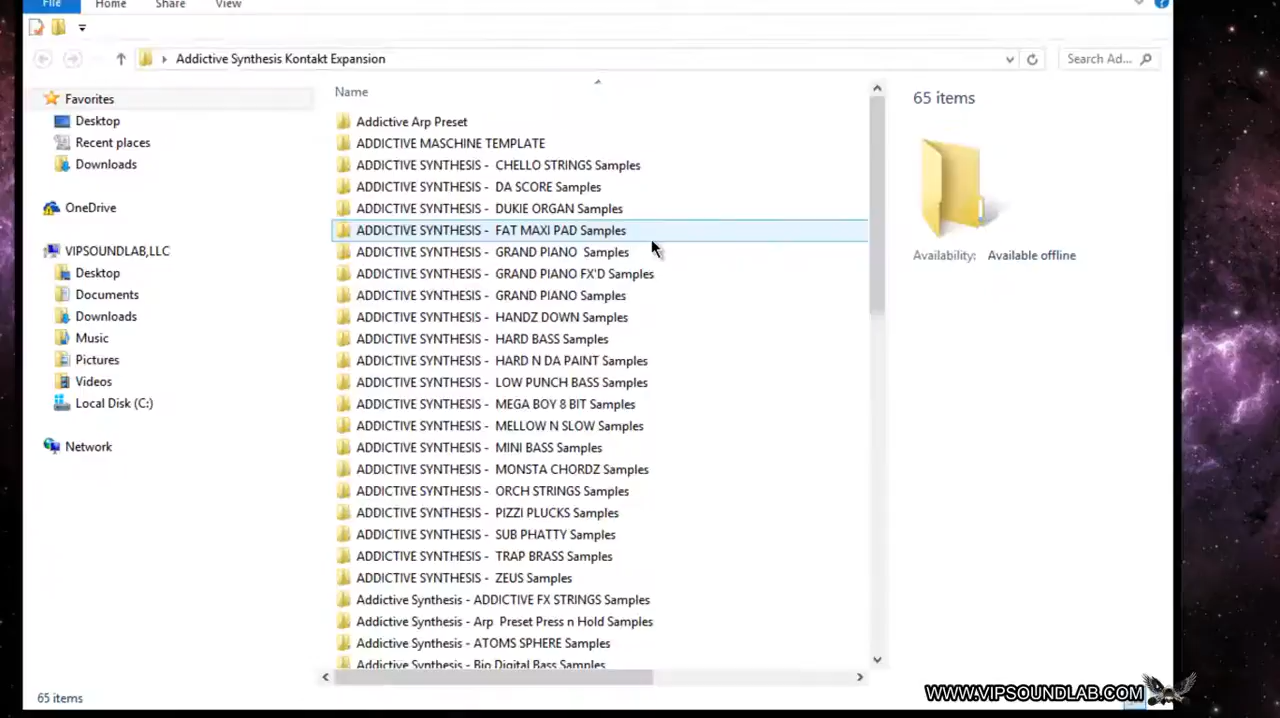 File Home Share View
Addictive Synthesis Kontakt Expansion
Search Ad...
Favorites
Desktop
Recent places
Downloads
OneDrive
VIPSOUNDLAB,LLC
Desktop
Documents
Downloads
Music
Pictures
Videos
Local Disk (C:)
Network
Name
Addictive Arp Preset
ADDICTIVE MASCHINE TEMPLATE
ADDICTIVE SYNTHESIS - CHELLO STRINGS Samples
ADDICTIVE SYNTHESIS - DA SCORE Samples
ADDICTIVE SYNTHESIS - DUKIE ORGAN Samples
ADDICTIVE SYNTHESIS - FAT MAXI PAD Samples
ADDICTIVE SYNTHESIS - GRAND PIANO Samples
ADDICTIVE SYNTHESIS - GRAND PIANO FX'D Samples
ADDICTIVE SYNTHESIS - GRAND PIANO Samples
ADDICTIVE SYNTHESIS - HANDZ DOWN Samples
ADDICTIVE SYNTHESIS - HARD BASS Samples
ADDICTIVE SYNTHESIS - HARD N DA PAINT Samples
ADDICTIVE SYNTHESIS - LOW PUNCH BASS Samples
ADDICTIVE SYNTHESIS - MEGA BOY 8 BIT Samples
ADDICTIVE SYNTHESIS - MELLOW N SLOW Samples
ADDICTIVE SYNTHESIS - MINI BASS Samples
ADDICTIVE SYNTHESIS - MONSTA CHORDZ Samples
ADDICTIVE SYNTHESIS - ORCH STRINGS Samples
ADDICTIVE SYNTHESIS - PIZZI PLUCKS Samples
ADDICTIVE SYNTHESIS - SUB PHATTY Samples
ADDICTIVE SYNTHESIS - TRAP BRASS Samples
ADDICTIVE SYNTHESIS - ZEUS Samples
Addictive Synthesis - ADDICTIVE FX STRINGS Samples
Addictive Synthesis - Arp Preset Press n Hold Samples
Addictive Synthesis - ATOMS SPHERE Samples
Addictive Synthesis - Bio Digital Bass Samples
65 items
Availability: Available offline
65 items
WWW.VIPSOUNDLAB.COM